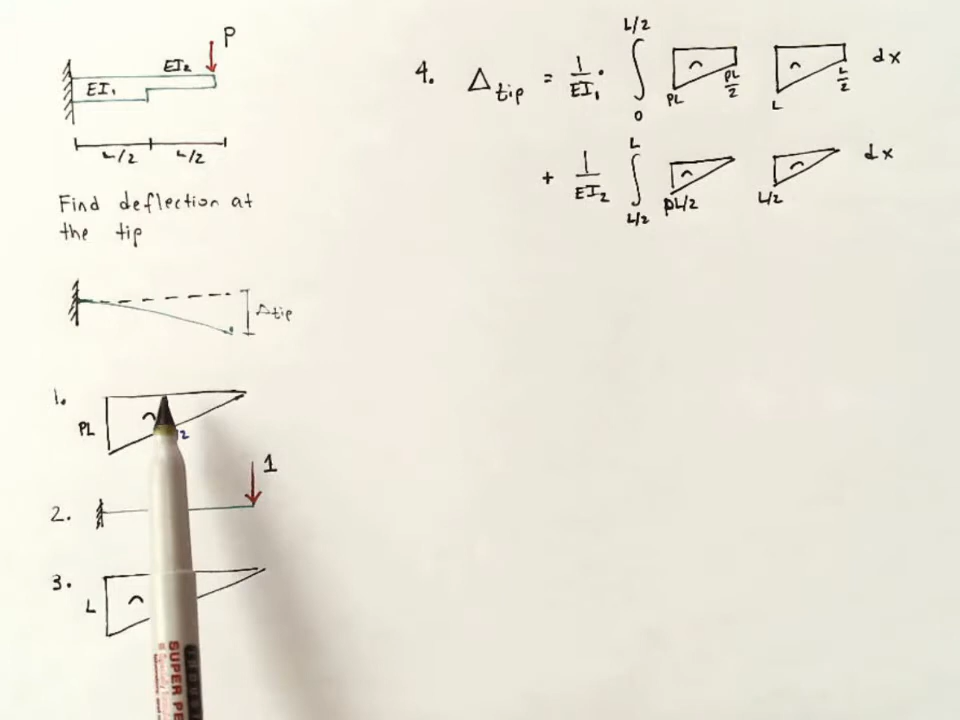 P
EI₂
EI₁
L/2 L/2
Find deflection at
the tip
Δtip
1.
PL
2
1
2.
3.
L
4. Δtip = 1/EI₁ · ∫ 0 L/2 PL PL/2 L L/2 dx
+ 1/EI₂ ∫ L/2 L PL/2 L/2 dx
SUPER PE